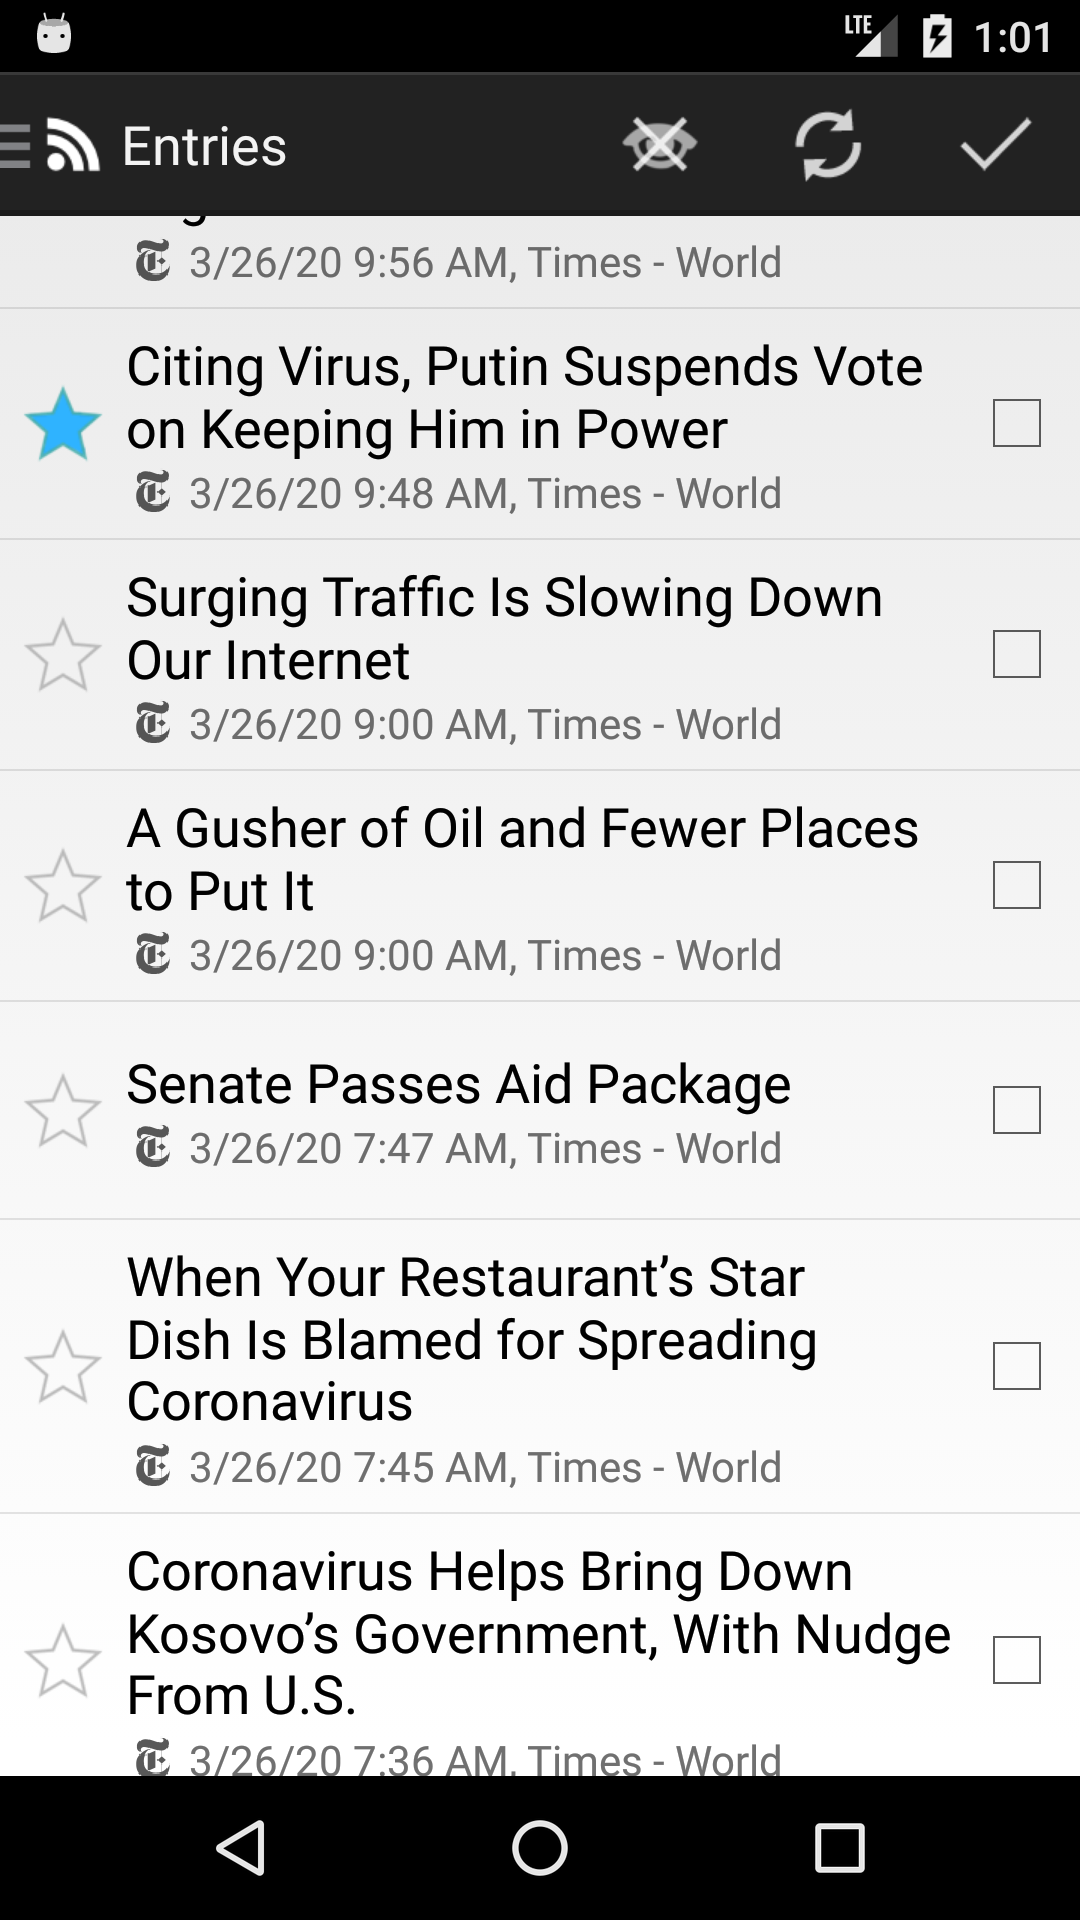 LTE 1:01
Entries
3/26/20 9:56 AM, Times - World
Citing Virus, Putin Suspends Vote
on Keeping Him in Power
3/26/20 9:48 AM, Times - World
Surging Traffic Is Slowing Down
Our Internet
3/26/20 9:00 AM, Times - World
A Gusher of Oil and Fewer Places
to Put It
3/26/20 9:00 AM, Times - World
Senate Passes Aid Package
3/26/20 7:47 AM, Times - World
When Your Restaurant’s Star
Dish Is Blamed for Spreading
Coronavirus
3/26/20 7:45 AM, Times - World
Coronavirus Helps Bring Down
Kosovo’s Government, With Nudge
From U.S.
3/26/20 7:36 AM, Times - World